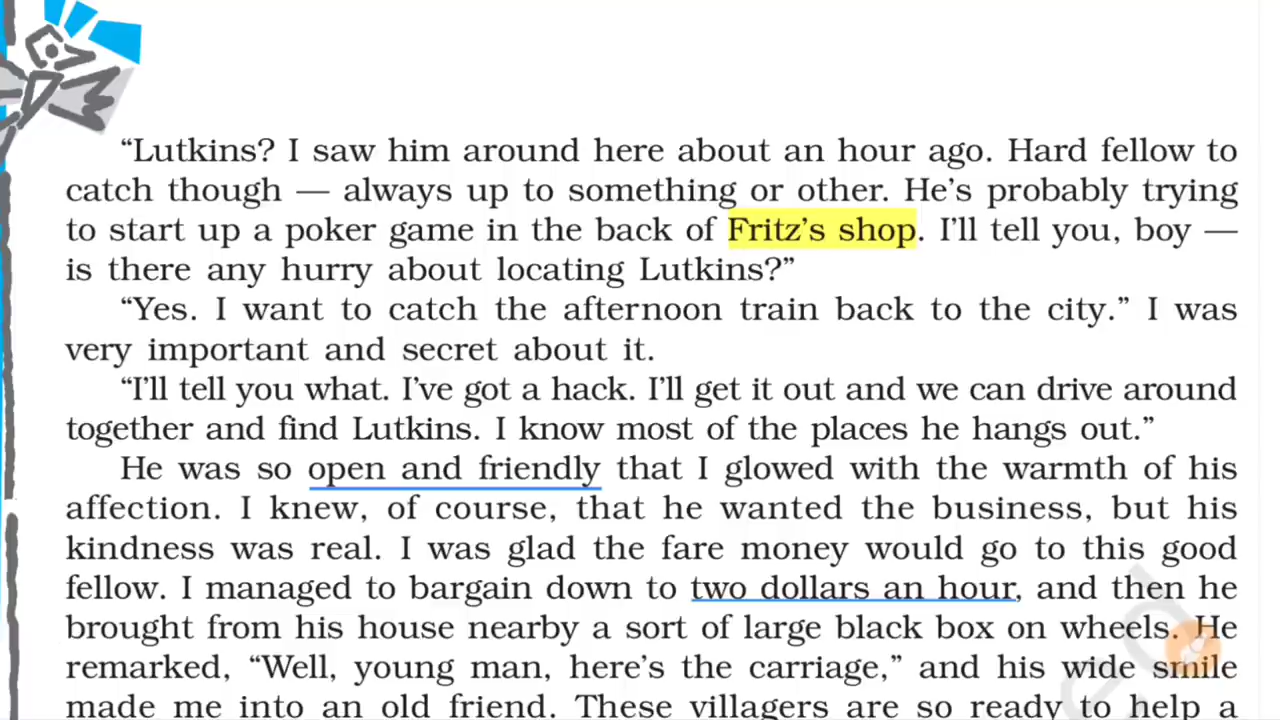 “Lutkins? I saw him around here about an hour ago. Hard fellow to
catch though — always up to something or other. He’s probably trying
to start up a poker game in the back of Fritz’s shop. I’ll tell you, boy —
is there any hurry about locating Lutkins?”
“Yes. I want to catch the afternoon train back to the city.” I was
very important and secret about it.
“I’ll tell you what. I’ve got a hack. I’ll get it out and we can drive around
together and find Lutkins. I know most of the places he hangs out.”
He was so open and friendly that I glowed with the warmth of his
affection. I knew, of course, that he wanted the business, but his
kindness was real. I was glad the fare money would go to this good
fellow. I managed to bargain down to two dollars an hour, and then he
brought from his house nearby a sort of large black box on wheels. He
remarked, “Well, young man, here’s the carriage,” and his wide smile
made me into an old friend. These villagers are so ready to help a